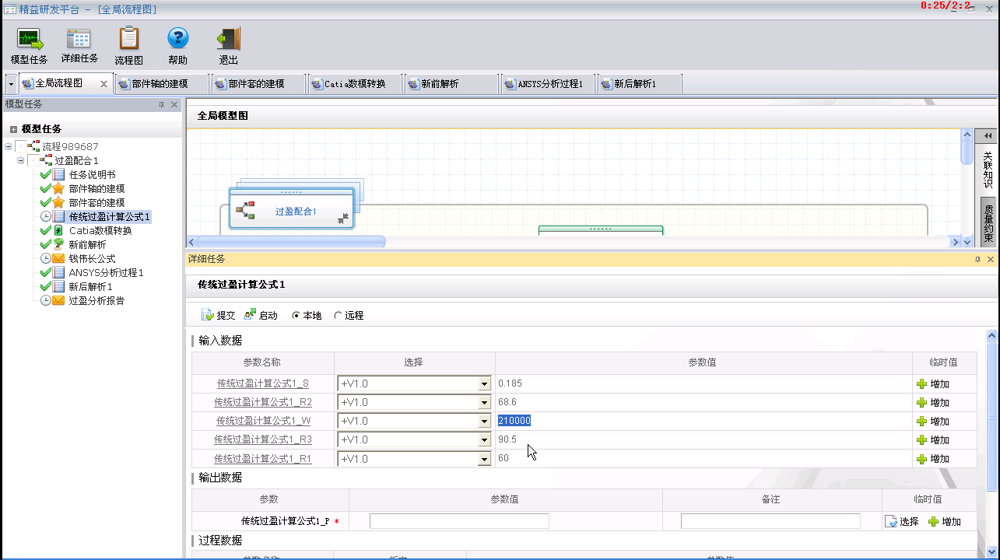 精益研发平台 - [全局流程图]
0:25/2:2
模型任务 详细任务 流程图 帮助 退出
全局流程图 部件轴的建模 部件套的建模 Catia数模转换 新前解析 ANSYS分析过程1 新后解析1
模型任务
模型任务
流程989687
过盈配合1
任务说明书
部件轴的建模
部件套的建模
传统过盈计算公式1
Catia数模转换
新前解析
钱伟长公式
ANSYS分析过程1
新后解析1
过盈分析报告
全局模型图
过盈配合1
关联知识
质量约束
详细任务
传统过盈计算公式1
提交 启动 本地 远程
输入数据
参数名称 选择 参数值 临时值
传统过盈计算公式1_S +V1.0 0.185 增加
传统过盈计算公式1_R2 +V1.0 68.6 增加
传统过盈计算公式1_W +V1.0 210000 增加
传统过盈计算公式1_R3 +V1.0 90.5 增加
传统过盈计算公式1_R1 +V1.0 60 增加
输出数据
参数 参数值 备注 临时值
传统过盈计算公式1_P * 选择 增加
过程数据
参数名称 版本 参数值